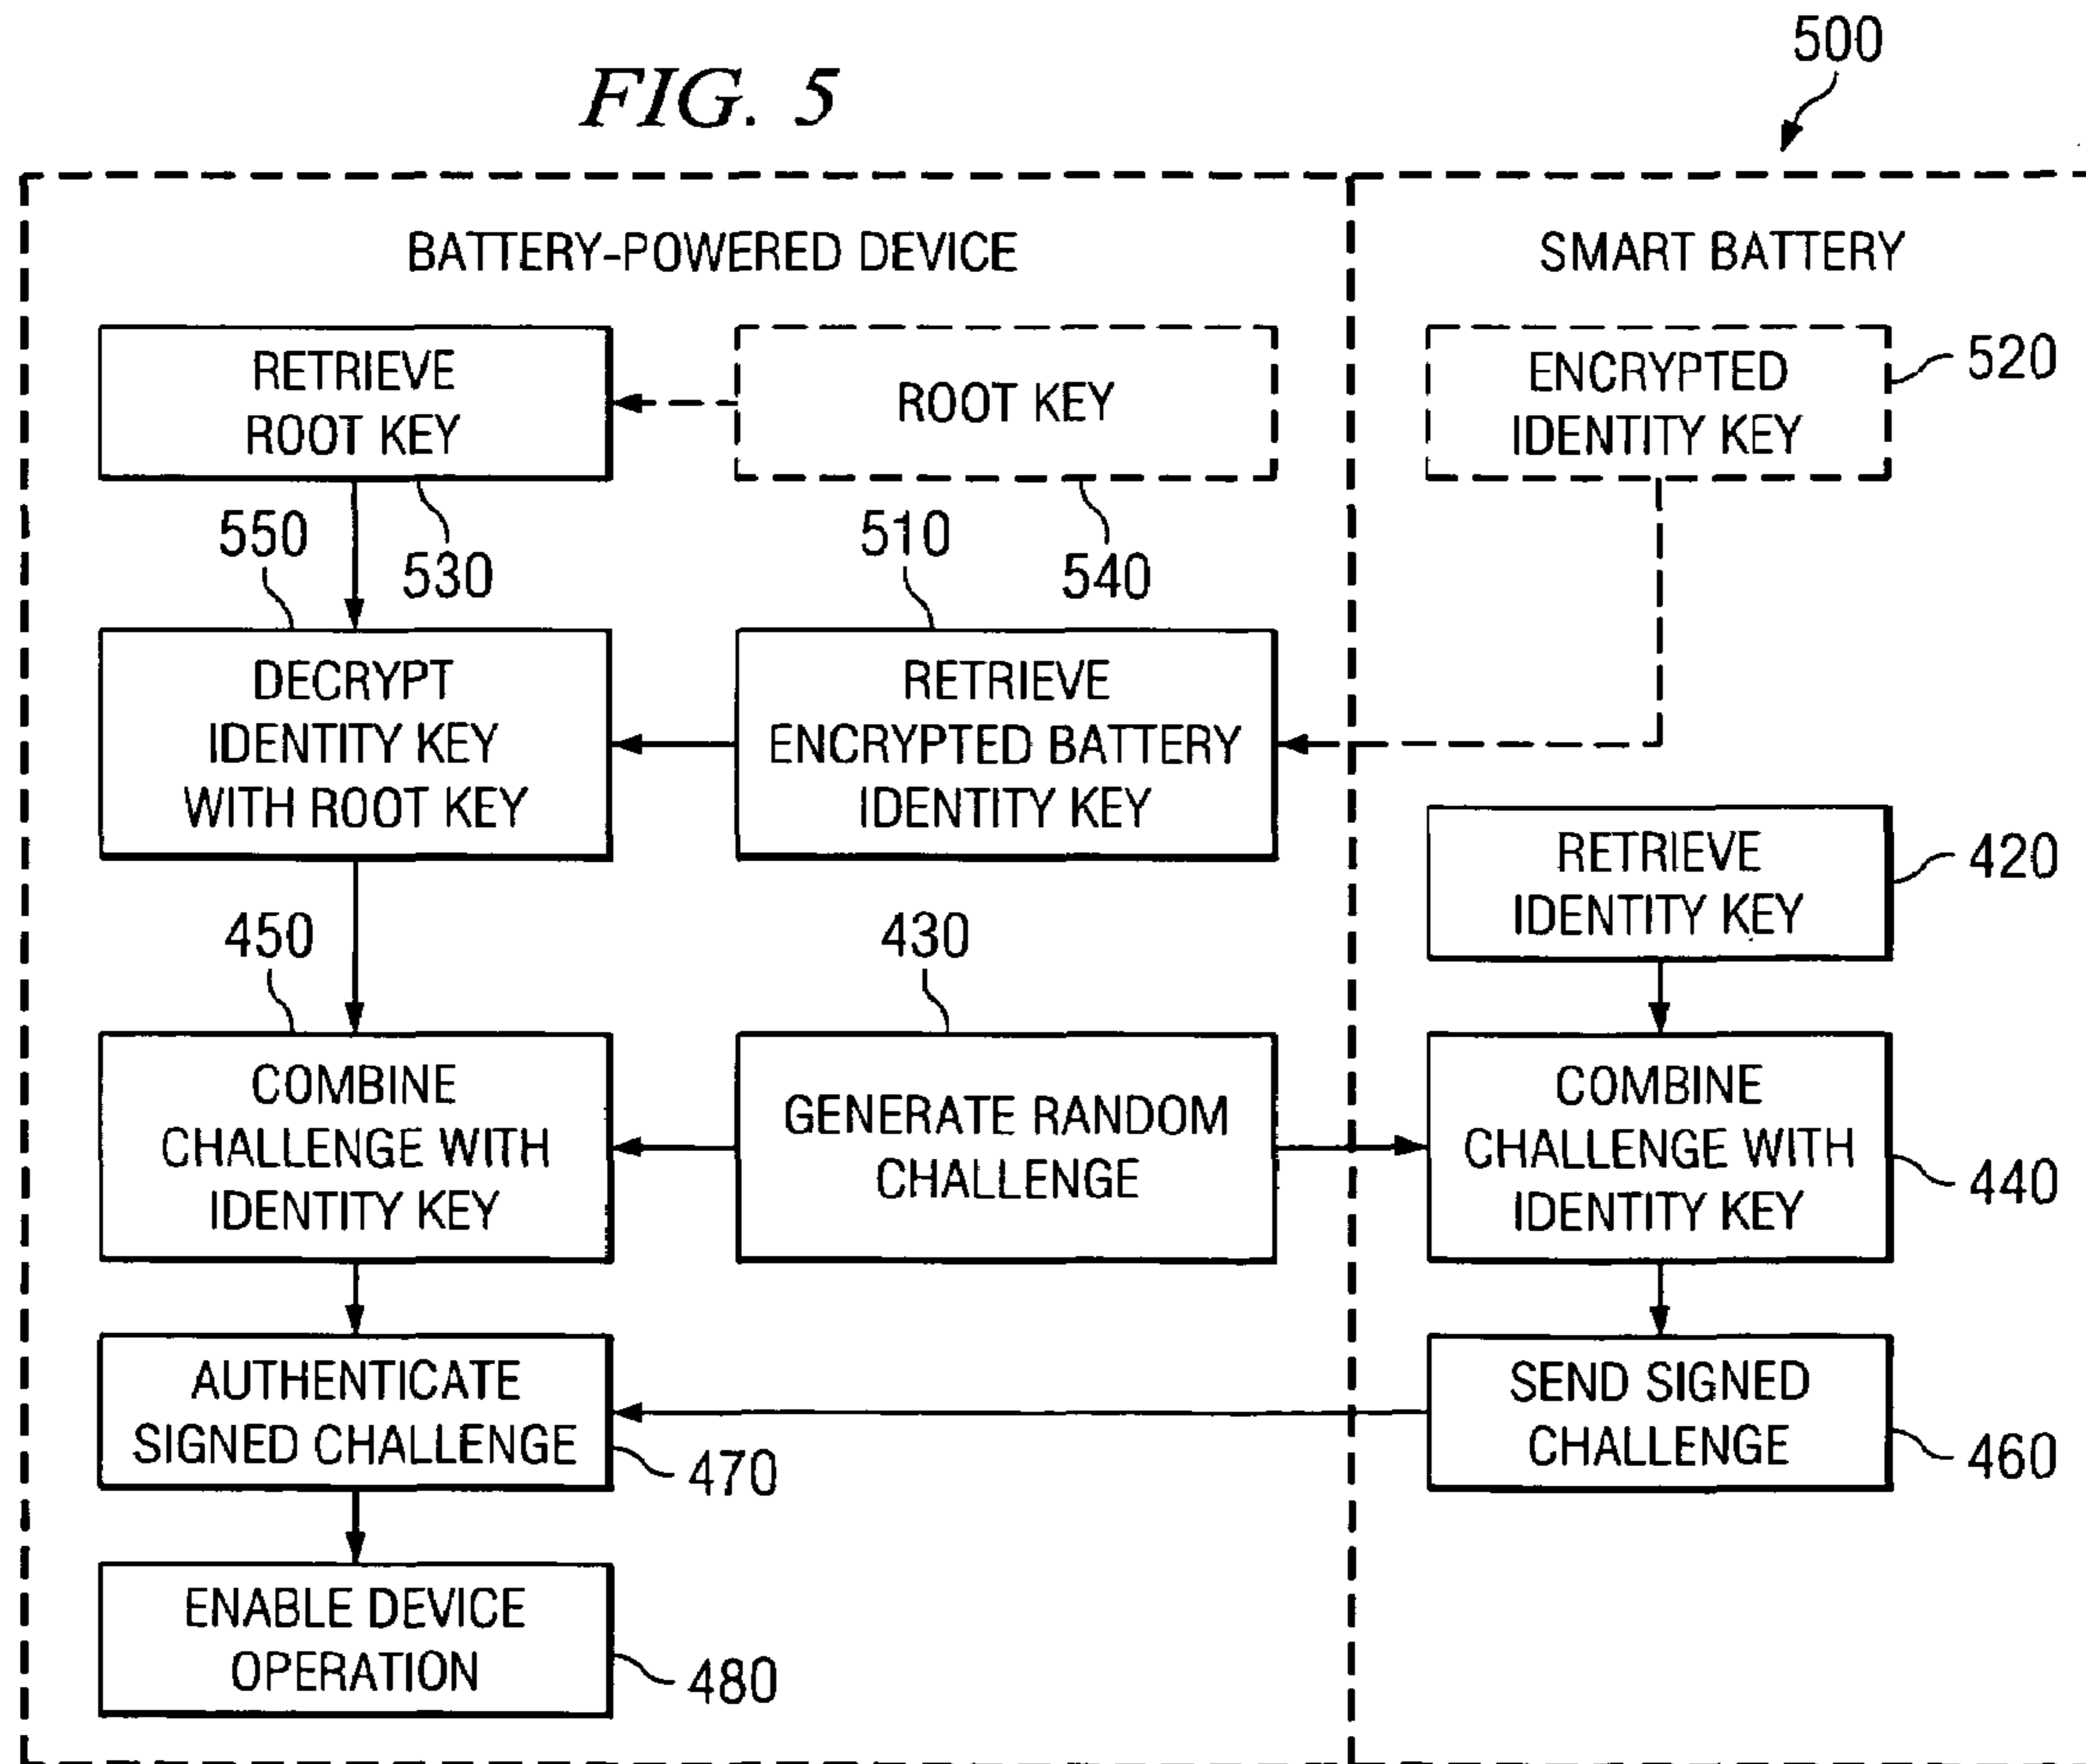 FIG. 5
500
BATTERY-POWERED DEVICE
SMART BATTERY
RETRIEVE
ROOT KEY
530
ROOT KEY
540
ENCRYPTED
IDENTITY KEY
520
550
DECRYPT
IDENTITY KEY
WITH ROOT KEY
510
RETRIEVE
ENCRYPTED BATTERY
IDENTITY KEY
RETRIEVE
IDENTITY KEY
420
450
COMBINE
CHALLENGE WITH
IDENTITY KEY
430
GENERATE RANDOM
CHALLENGE
COMBINE
CHALLENGE WITH
IDENTITY KEY
440
AUTHENTICATE
SIGNED CHALLENGE
470
SEND SIGNED
CHALLENGE
460
ENABLE DEVICE
OPERATION
480